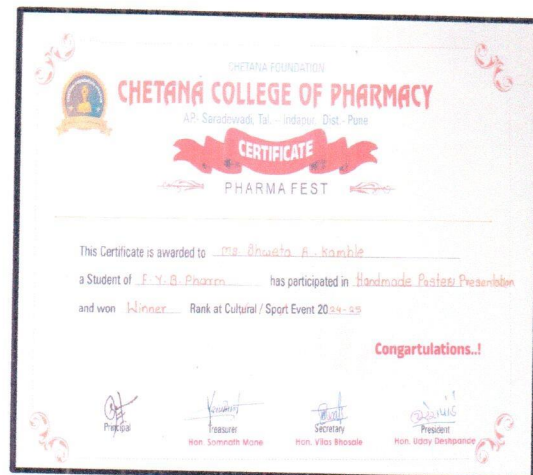 CHETANA FOUNDATION
CHETANA COLLEGE OF PHARMACY
AP- Saradewadi, Tal. - Indapur, Dist.- Pune
CERTIFICATE
PHARMA FEST
This Certificate is awarded to Ms. Shweta A. Kamble
a Student of F.Y.B.Pharm has participated in Handmade Poster Presentation
and won Winner Rank at Cultural / Sport Event 2024-25
Congartulations..!
Principal Treasurer Secretary President
Hon. Somnath Mane Hon. Vilas Bhosale Hon. Uday Deshpande